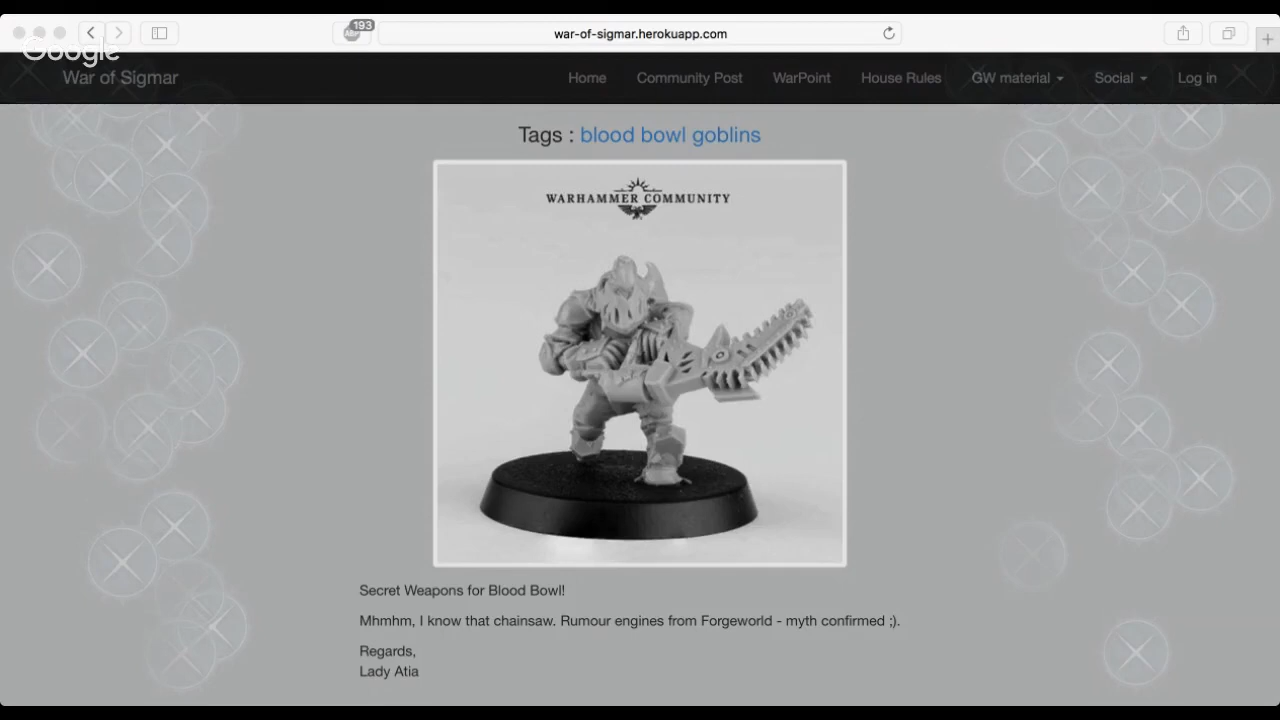 193
war-of-sigmar.herokuapp.com
Google
War of Sigmar
Home
Community Post
WarPoint
House Rules
GW material
Social
Log in
Tags : blood bowl goblins
WARHAMMER COMMUNITY
Secret Weapons for Blood Bowl!
Mhmhm, I know that chainsaw. Rumour engines from Forgeworld - myth confirmed ;).
Regards,
Lady Atia